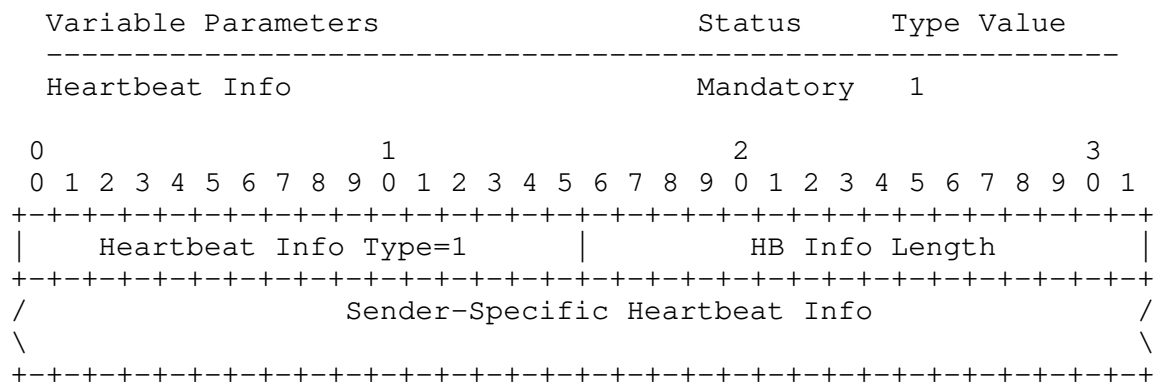 Variable Parameters                  Status     Type Value
-------------------------------------------------------------
Heartbeat Info                       Mandatory   1
 0                   1                   2                   3
 0 1 2 3 4 5 6 7 8 9 0 1 2 3 4 5 6 7 8 9 0 1 2 3 4 5 6 7 8 9 0 1
+-+-+-+-+-+-+-+-+-+-+-+-+-+-+-+-+-+-+-+-+-+-+-+-+-+-+-+-+-+-+-+-+
|    Heartbeat Info Type=1      |         HB Info Length        |
+-+-+-+-+-+-+-+-+-+-+-+-+-+-+-+-+-+-+-+-+-+-+-+-+-+-+-+-+-+-+-+-+
/                  Sender-Specific Heartbeat Info               /
\                                                               \
+-+-+-+-+-+-+-+-+-+-+-+-+-+-+-+-+-+-+-+-+-+-+-+-+-+-+-+-+-+-+-+-+